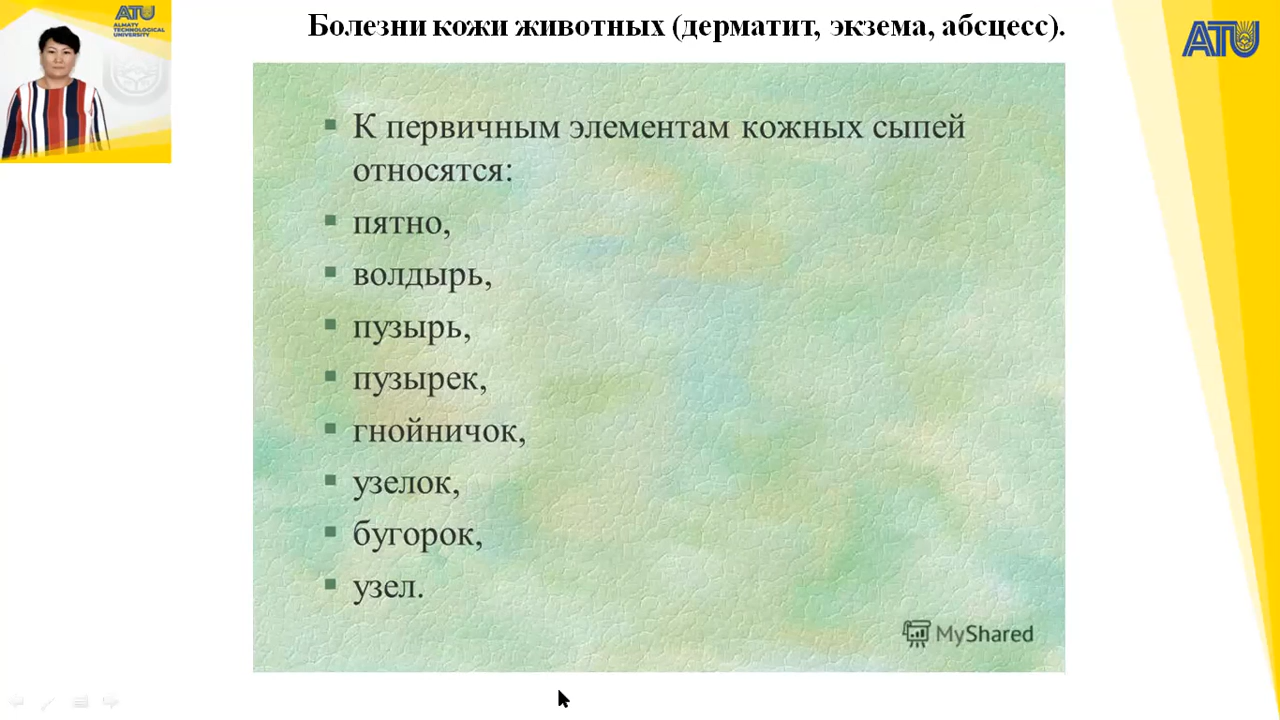 ATU
ALMATY
TECHNOLOGICAL
UNIVERSITY
Болезни кожи животных (дерматит, экзема, абсцесс).
ATU
К первичным элементам кожных сыпей
относятся:
пятно,
волдырь,
пузырь,
пузырек,
гнойничок,
узелок,
бугорок,
узел.
MyShared